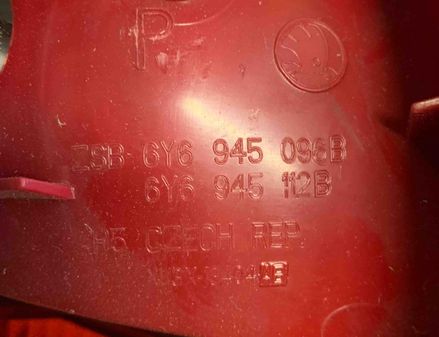 P
ZSB 6Y6 945 096B
6Y6 945 112B
CZECH REP.